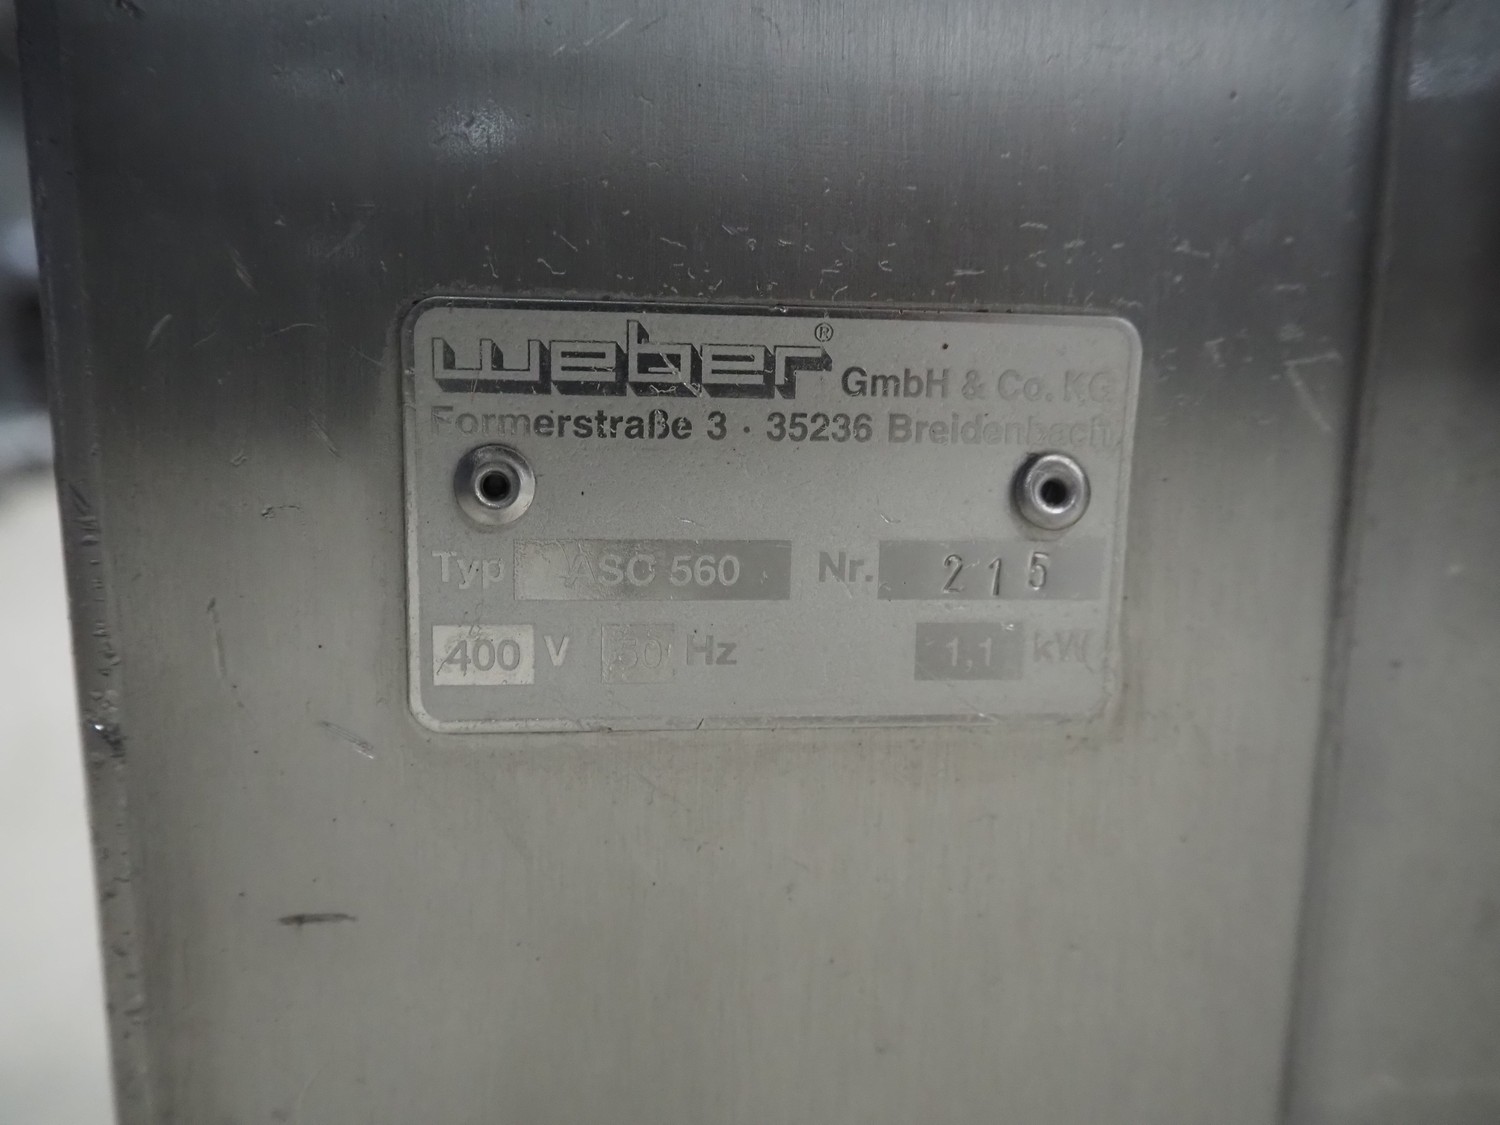 weber® GmbH & Co. KG
Formerstraße 3 · 35236 Breidenbach
Typ ASC 560 Nr. 215
400 V 50 Hz 1,1 kW